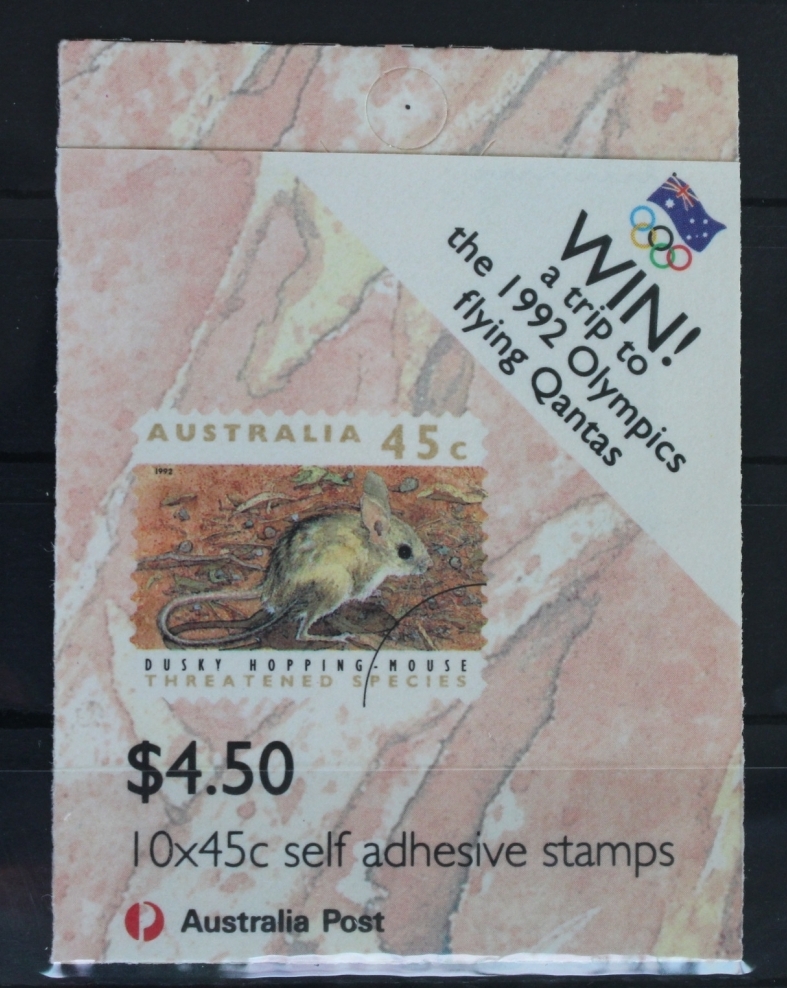 WIN!
a trip to
the 1992 Olympics
flying Qantas
AUSTRALIA 45c
1992
DUSKY HOPPING-MOUSE
THREATENED SPECIES
$4.50
10x45c self adhesive stamps
Australia Post